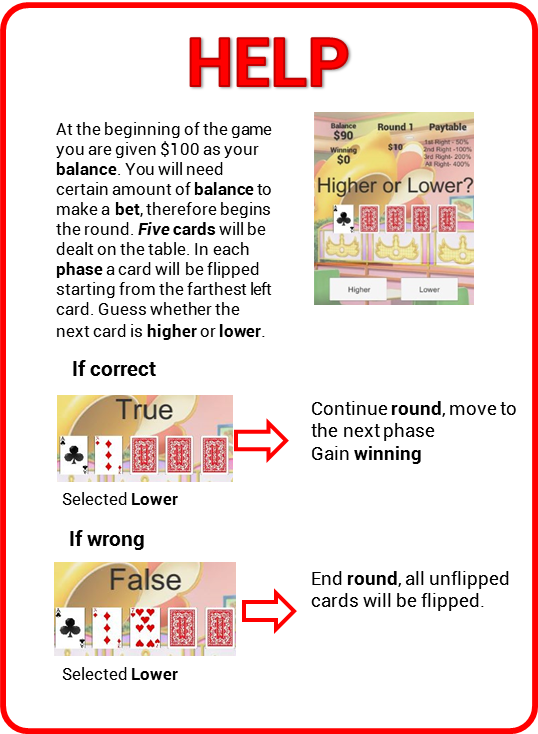 HELP
At the beginning of the game
you are given $100 as your
balance. You will need
certain amount of balance to
make a bet, therefore begins
the round. Five cards will be
dealt on the table. In each
phase a card will be flipped
starting from the farthest left
card. Guess whether the
next card is higher or lower.
Balance Round 1 Paytable
$90
Winning $10
$0
1st Right - 50%
2nd Right -100%
3rd Right- 200%
All Right- 400%
Higher or Lower?
Higher Lower
If correct
True
Selected Lower
Continue round, move to
the next phase
Gain winning
If wrong
False
Selected Lower
End round, all unflipped
cards will be flipped.